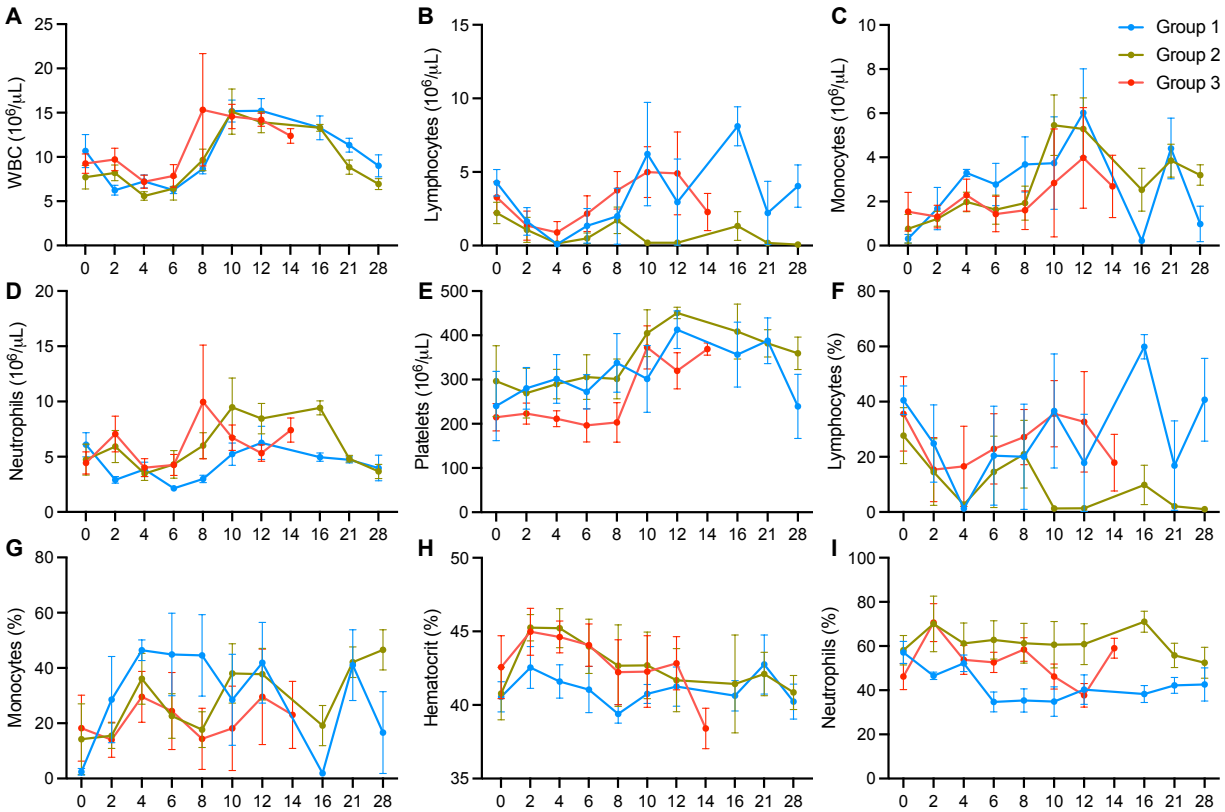 A
WBC (10⁶/μL)
25
20
15
10
5
0
0 2 4 6 8 10 12 14 16 21 28
B
Lymphocytes (10⁶/μL)
15
10
5
0
0 2 4 6 8 10 12 14 16 21 28
C
Monocytes (10⁶/μL)
10
8
6
4
2
0
0 2 4 6 8 10 12 14 16 21 28
Group 1
Group 2
Group 3
D
Neutrophils (10⁶/μL)
20
15
10
5
0
0 2 4 6 8 10 12 14 16 21 28
E
Platelets (10⁶/μL)
500
400
300
200
100
0
0 2 4 6 8 10 12 14 16 21 28
F
Lymphocytes (%)
80
60
40
20
0
0 2 4 6 8 10 12 14 16 21 28
G
Monocytes (%)
80
60
40
20
0
0 2 4 6 8 10 12 14 16 21 28
H
Hematocrit (%)
50
45
40
35
0 2 4 6 8 10 12 14 16 21 28
I
Neutrophils (%)
100
80
60
40
20
0
0 2 4 6 8 10 12 14 16 21 28